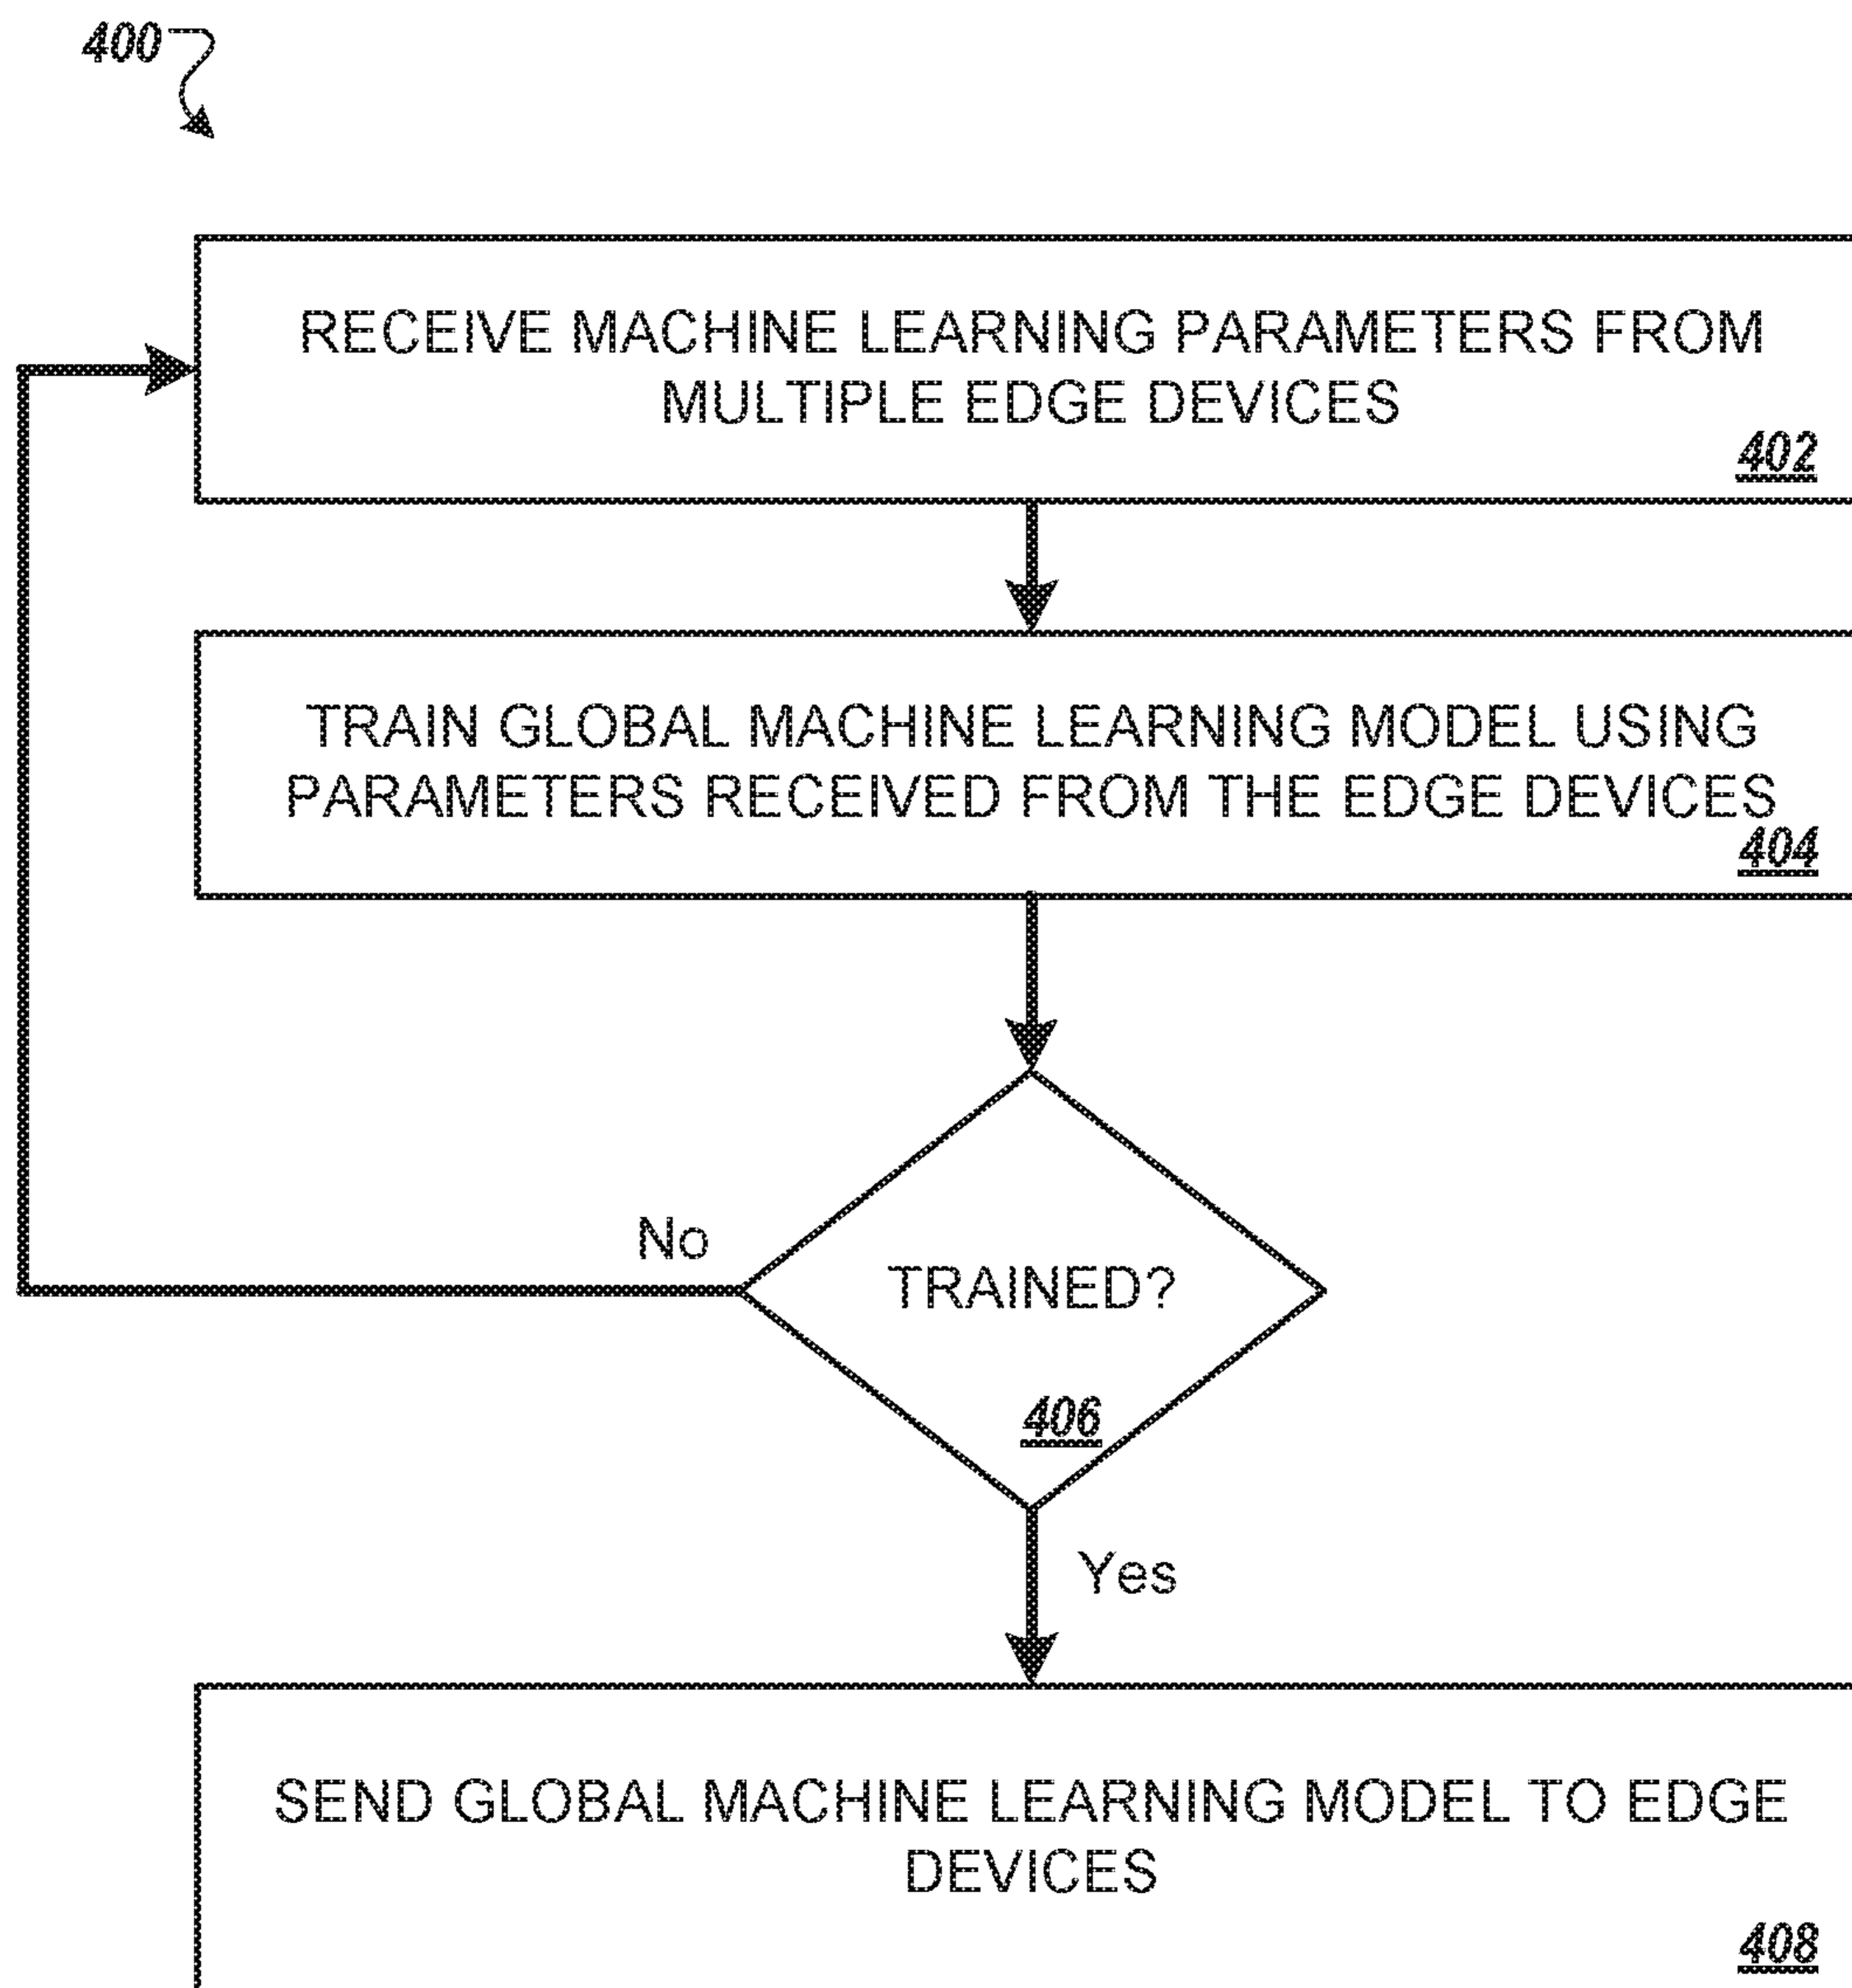 400
RECEIVE MACHINE LEARNING PARAMETERS FROM
MULTIPLE EDGE DEVICES
402
TRAIN GLOBAL MACHINE LEARNING MODEL USING
PARAMETERS RECEIVED FROM THE EDGE DEVICES
404
No
TRAINED?
406
Yes
SEND GLOBAL MACHINE LEARNING MODEL TO EDGE
DEVICES
408